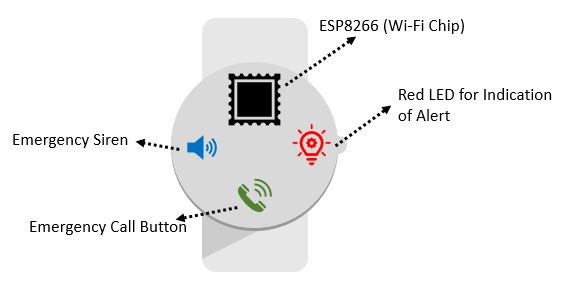 ESP8266 (Wi-Fi Chip)
Red LED for Indication
of Alert
Emergency Siren
Emergency Call Button